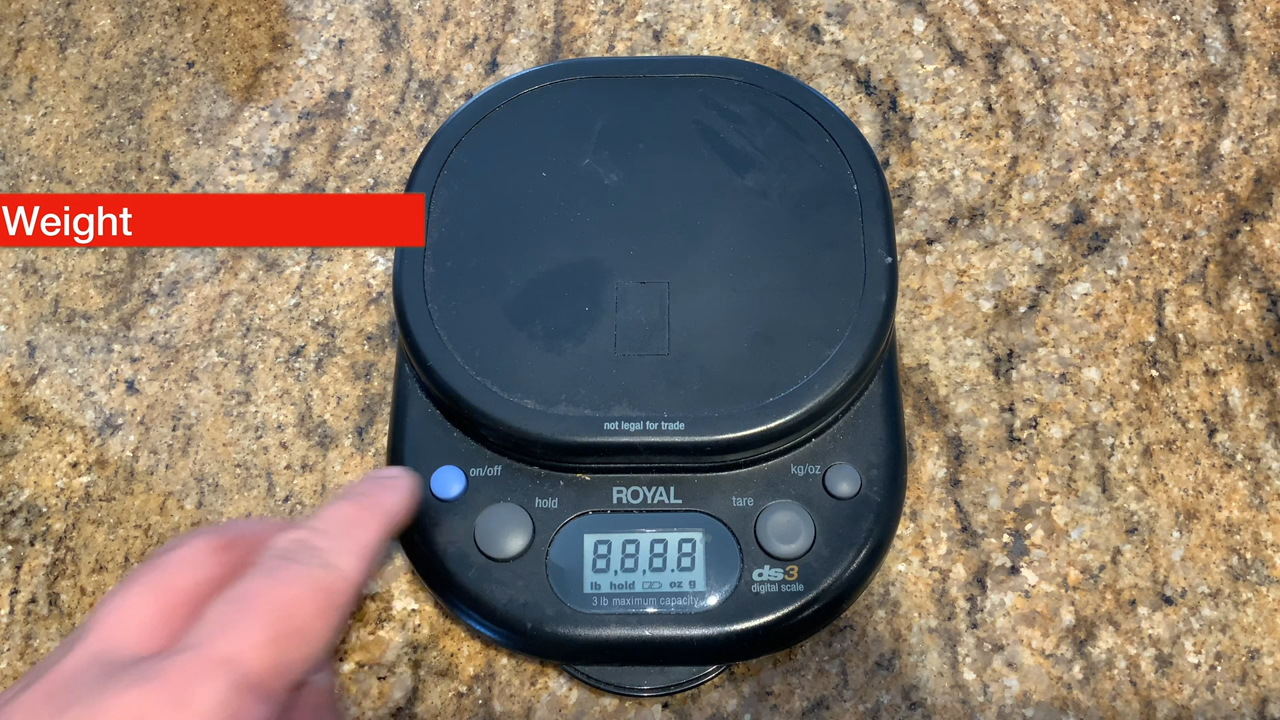 Weight
not legal for trade
on/off
kg/oz
hold
ROYAL
tare
8,8,8.8
lb hold oz g
3 lb maximum capacity
ds3
digital scale